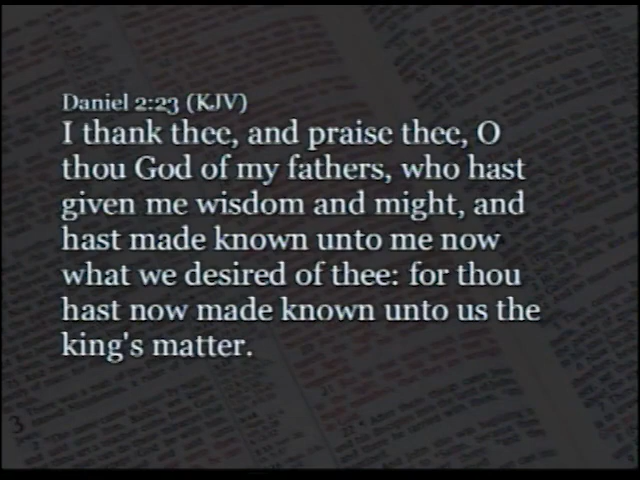 Daniel 2:23 (KJV)
I thank thee, and praise thee, O
thou God of my fathers, who hast
given me wisdom and might, and
hast made known unto me now
what we desired of thee: for thou
hast now made known unto us the
king's matter.
3